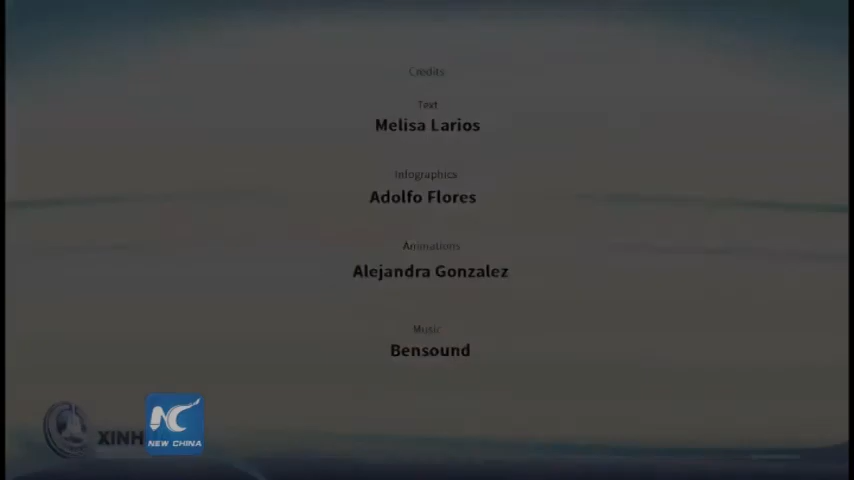 Credits
Text
Melisa Larios
Infographics
Adolfo Flores
Animations
Alejandra Gonzalez
Music
Bensound
XINH
NEW CHINA